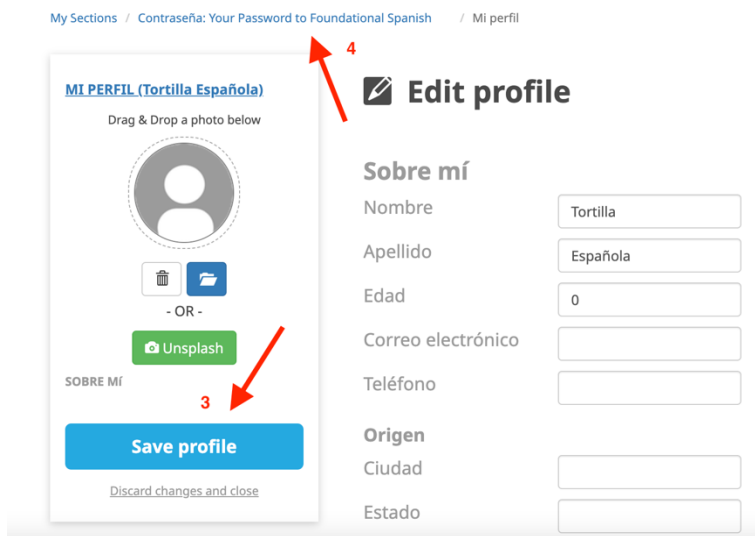 My Sections / Contraseña: Your Password to Foundational Spanish / Mi perfil
4
MI PERFIL (Tortilla Española)
Drag & Drop a photo below
- OR -
Unsplash
SOBRE Mí
3
Save profile
Discard changes and close
Edit profile
Sobre mí
Nombre Tortilla
Apellido Española
Edad 0
Correo electrónico
Teléfono
Origen
Ciudad
Estado